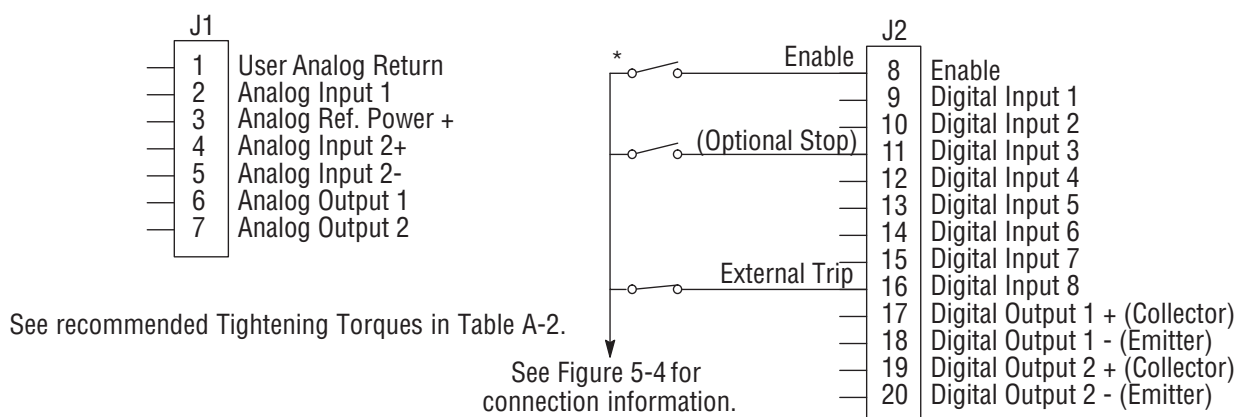 J1
1 User Analog Return
2 Analog Input 1
3 Analog Ref. Power +
4 Analog Input 2+
5 Analog Input 2-
6 Analog Output 1
7 Analog Output 2
See recommended Tightening Torques in Table A-2.
J2
* Enable 8 Enable
9 Digital Input 1
10 Digital Input 2
(Optional Stop) 11 Digital Input 3
12 Digital Input 4
13 Digital Input 5
14 Digital Input 6
15 Digital Input 7
External Trip 16 Digital Input 8
17 Digital Output 1 + (Collector)
18 Digital Output 1 - (Emitter)
19 Digital Output 2 + (Collector)
20 Digital Output 2 - (Emitter)
See Figure 5-4 for
connection information.